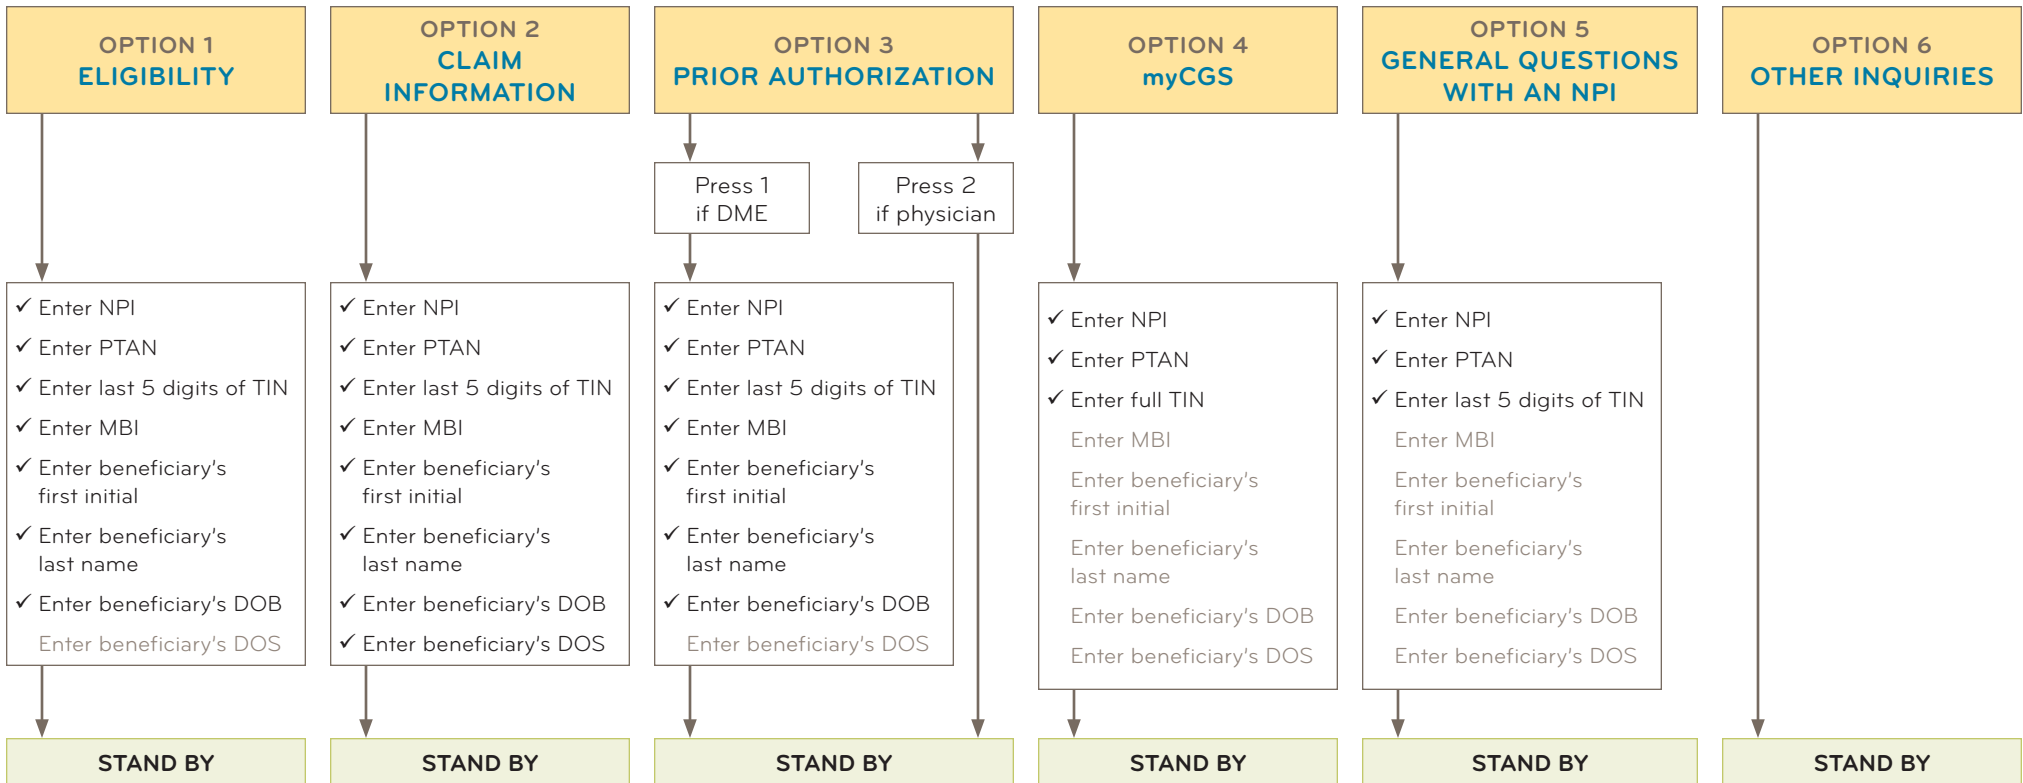 OPTION 1
ELIGIBILITY
✓ Enter NPI
✓ Enter PTAN
✓ Enter last 5 digits of TIN
✓ Enter MBI
✓ Enter beneficiary's
first initial
✓ Enter beneficiary's
last name
✓ Enter beneficiary's DOB
Enter beneficiary's DOS
STAND BY
OPTION 2
CLAIM
INFORMATION
✓ Enter NPI
✓ Enter PTAN
✓ Enter last 5 digits of TIN
✓ Enter MBI
✓ Enter beneficiary's
first initial
✓ Enter beneficiary's
last name
✓ Enter beneficiary's DOB
✓ Enter beneficiary's DOS
STAND BY
OPTION 3
PRIOR AUTHORIZATION
Press 1
if DME
Press 2
if physician
✓ Enter NPI
✓ Enter PTAN
✓ Enter last 5 digits of TIN
✓ Enter MBI
✓ Enter beneficiary's
first initial
✓ Enter beneficiary's
last name
✓ Enter beneficiary's DOB
Enter beneficiary's DOS
STAND BY
OPTION 4
myCGS
✓ Enter NPI
✓ Enter PTAN
✓ Enter full TIN
Enter MBI
Enter beneficiary's
first initial
Enter beneficiary's
last name
Enter beneficiary's DOB
Enter beneficiary's DOS
STAND BY
OPTION 5
GENERAL QUESTIONS
WITH AN NPI
✓ Enter NPI
✓ Enter PTAN
✓ Enter last 5 digits of TIN
Enter MBI
Enter beneficiary's
first initial
Enter beneficiary's
last name
Enter beneficiary's DOB
Enter beneficiary's DOS
STAND BY
OPTION 6
OTHER INQUIRIES
STAND BY